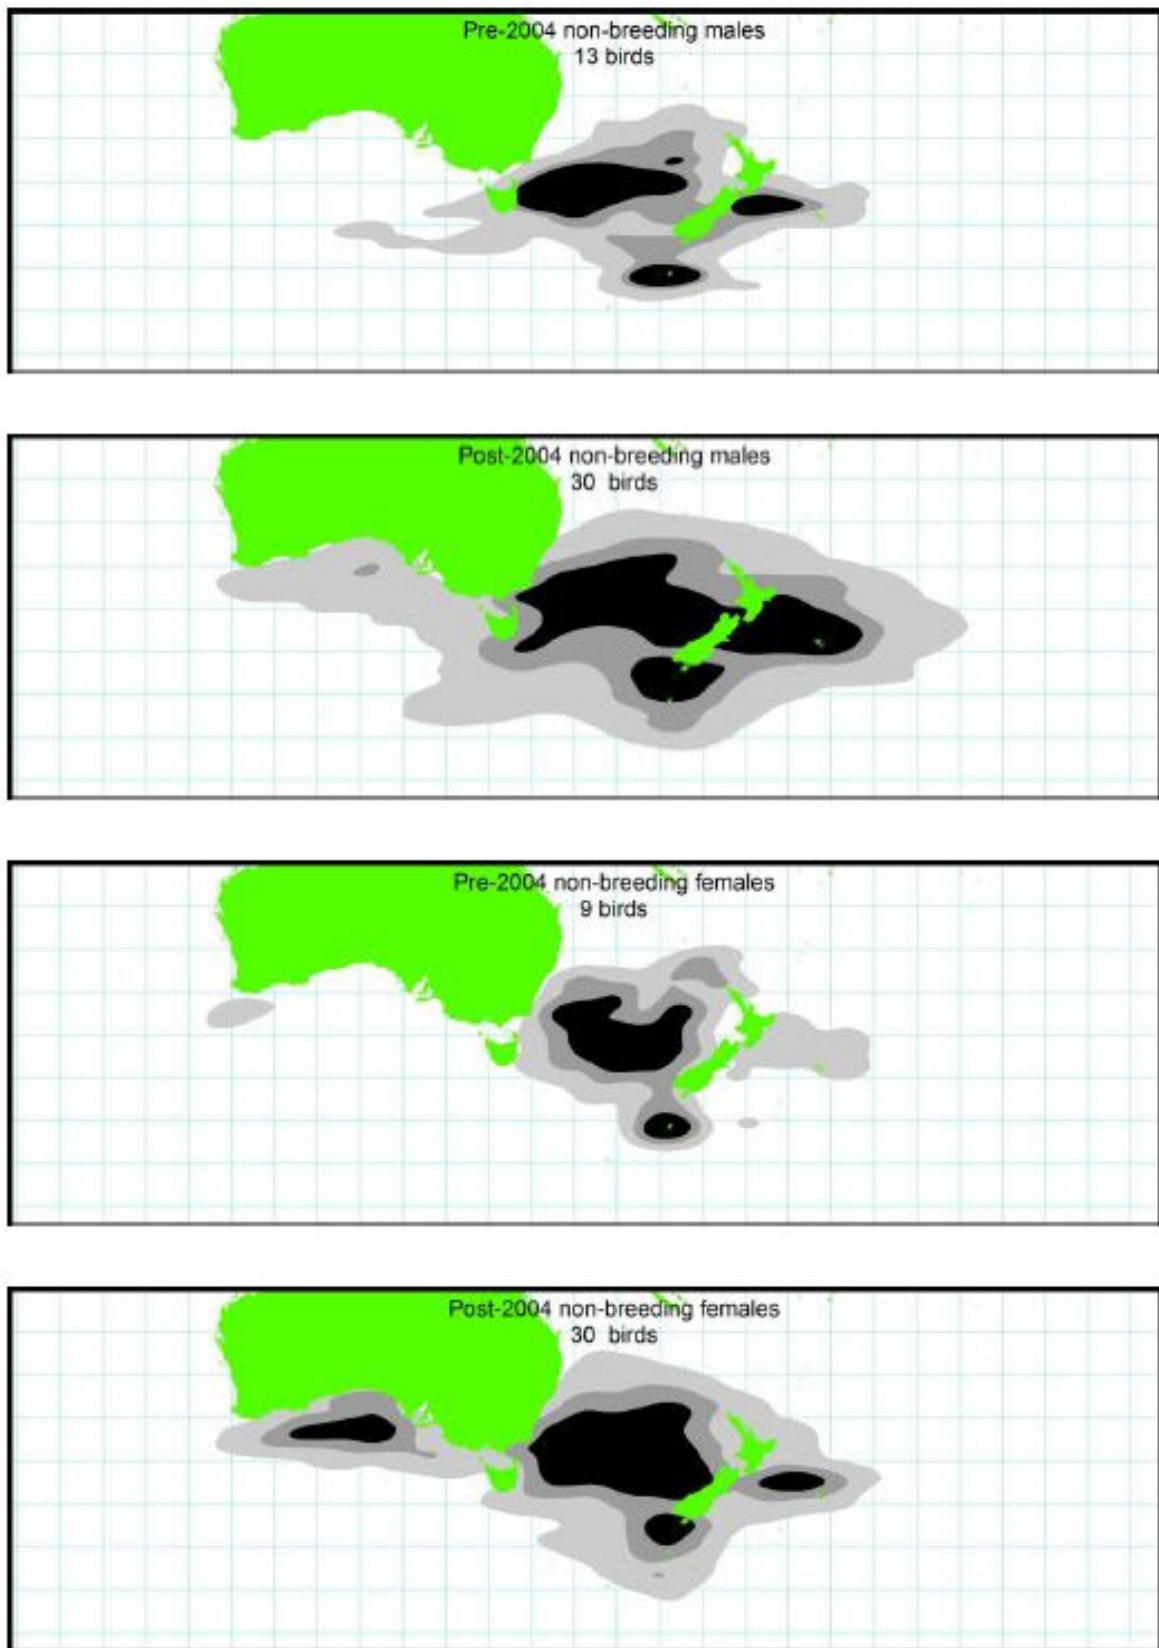 Pre-2004 non-breeding males
13 birds
Post-2004 non-breeding males
30 birds
Pre-2004 non-breeding females
9 birds
Post-2004 non-breeding females
30 birds